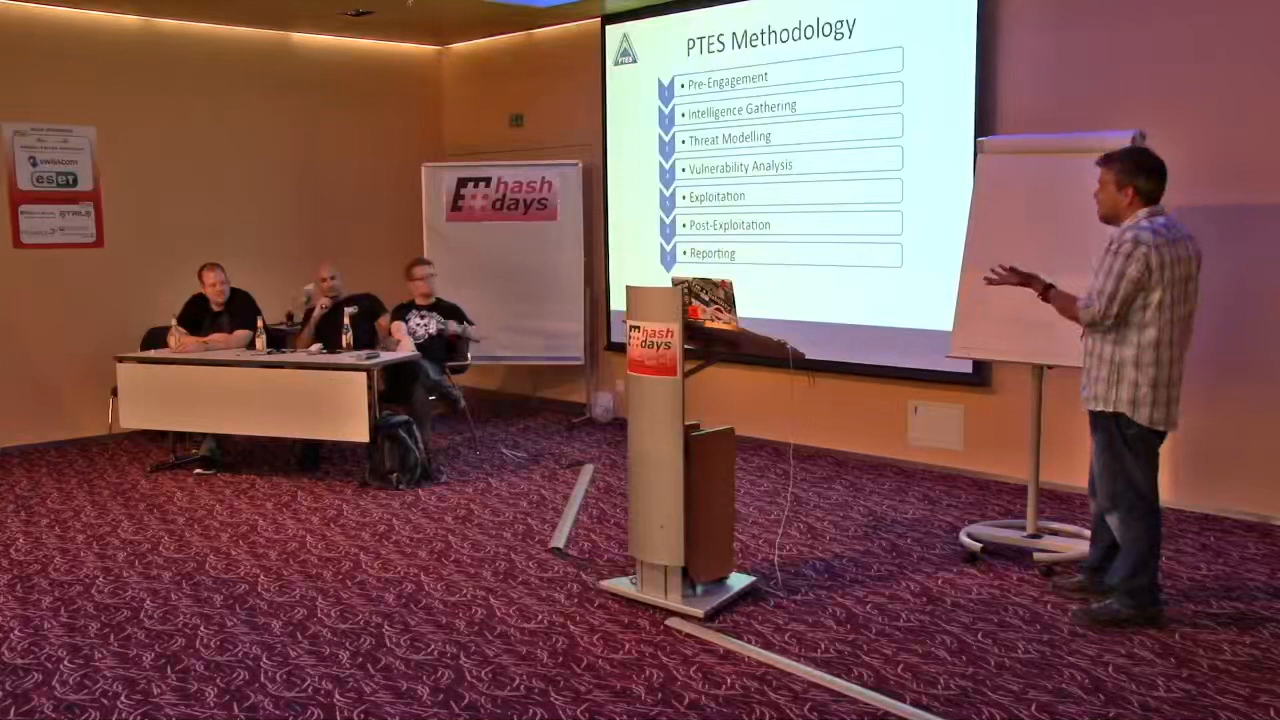 PTES Methodology
PTES
• Pre-Engagement
• Intelligence Gathering
• Threat Modelling
• Vulnerability Analysis
• Exploitation
• Post-Exploitation
• Reporting
swisscom
eseT
hash
days
hash
days